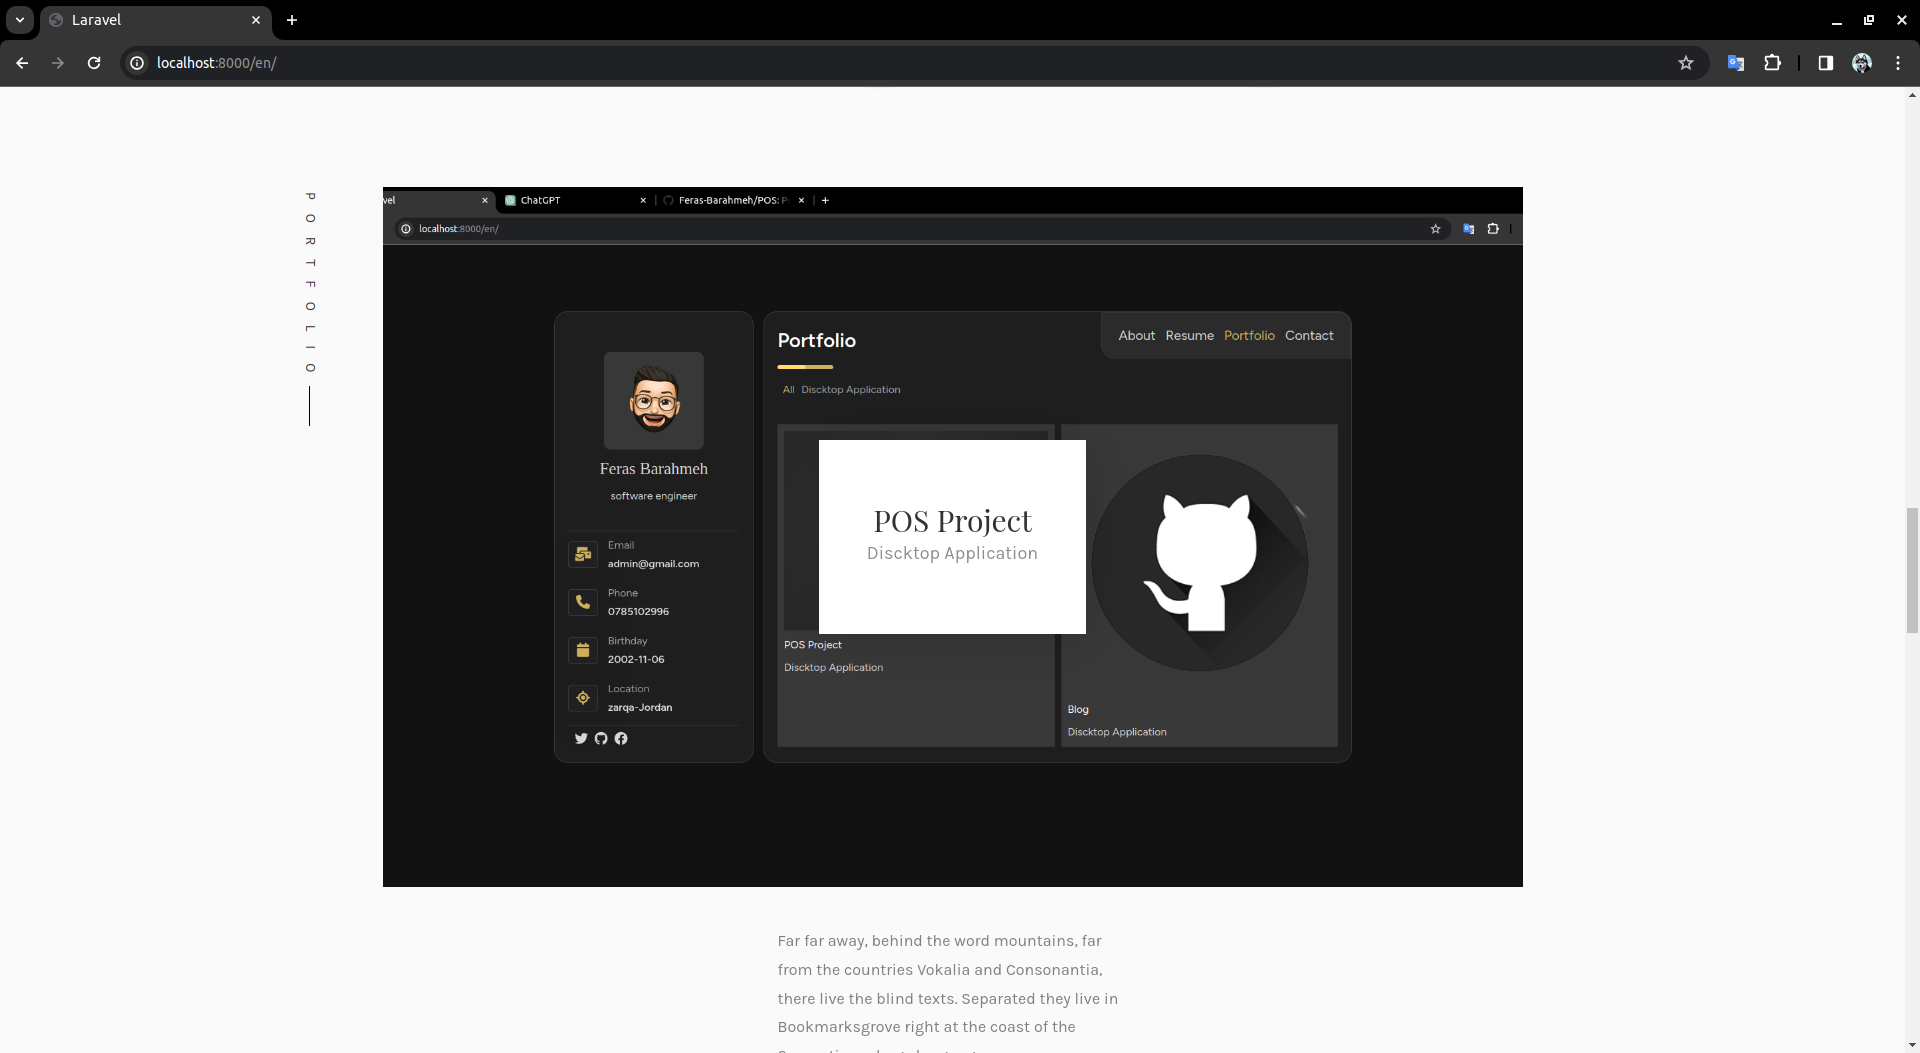 Laravel
localhost:8000/en/
PORTFOLIO
vel
ChatGPT
Feras-Barahmeh/POS: P
localhost:8000/en/
Portfolio
About Resume Portfolio Contact
All Discktop Application
Feras Barahmeh
software engineer
Email
admin@gmail.com
Phone
0785102996
Birthday
2002-11-06
Location
zarqa-Jordan
POS Project
Discktop Application
POS Project
Discktop Application
Blog
Discktop Application
Far far away, behind the word mountains, far
from the countries Vokalia and Consonantia,
there live the blind texts. Separated they live in
Bookmarksgrove right at the coast of the